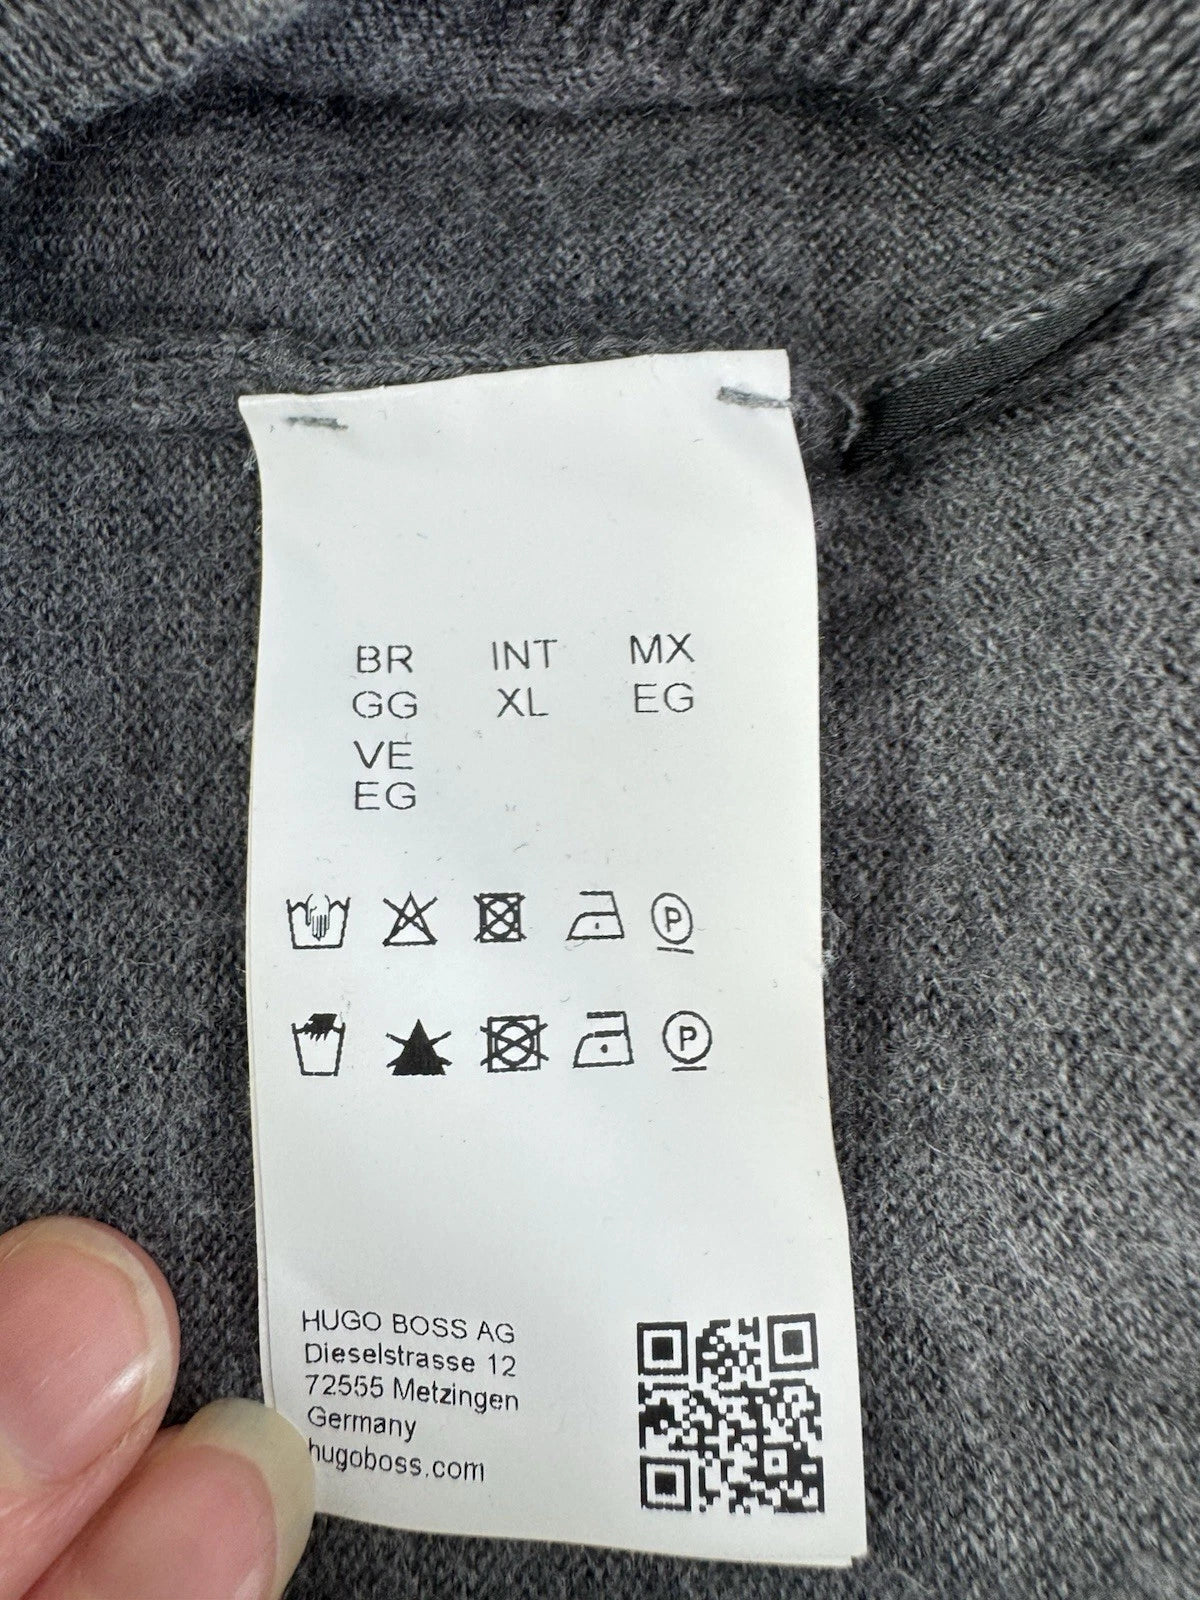 BR INT MX
GG XL EG
VE
EG
P
P
HUGO BOSS AG
Dieselstrasse 12
72555 Metzingen
Germany
hugoboss.com